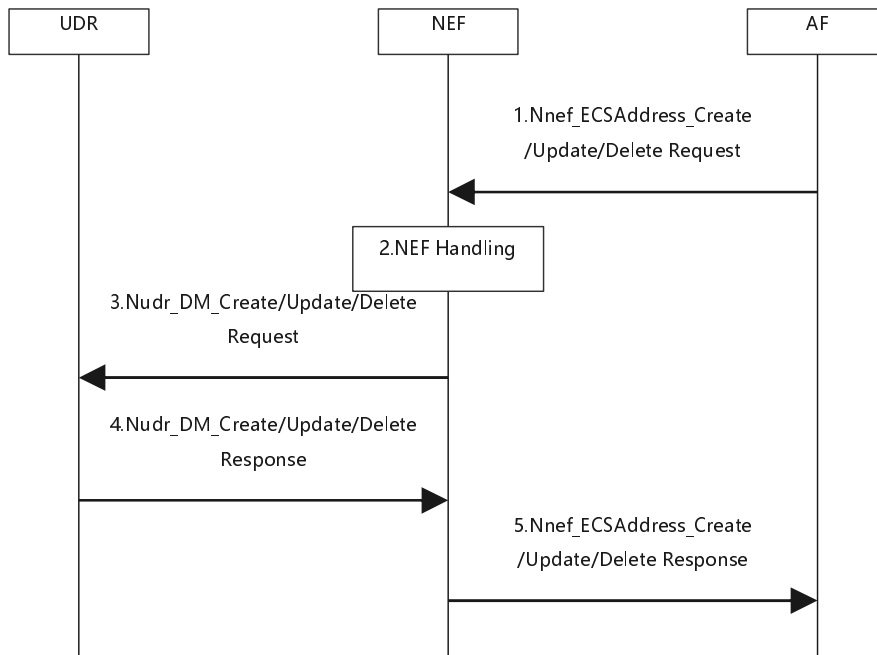 UDR
NEF
AF
1.Nnef_ECSAddress_Create
/Update/Delete Request
2.NEF Handling
3.Nudr_DM_Create/Update/Delete
Request
4.Nudr_DM_Create/Update/Delete
Response
5.Nnef_ECSAddress_Create
/Update/Delete Response